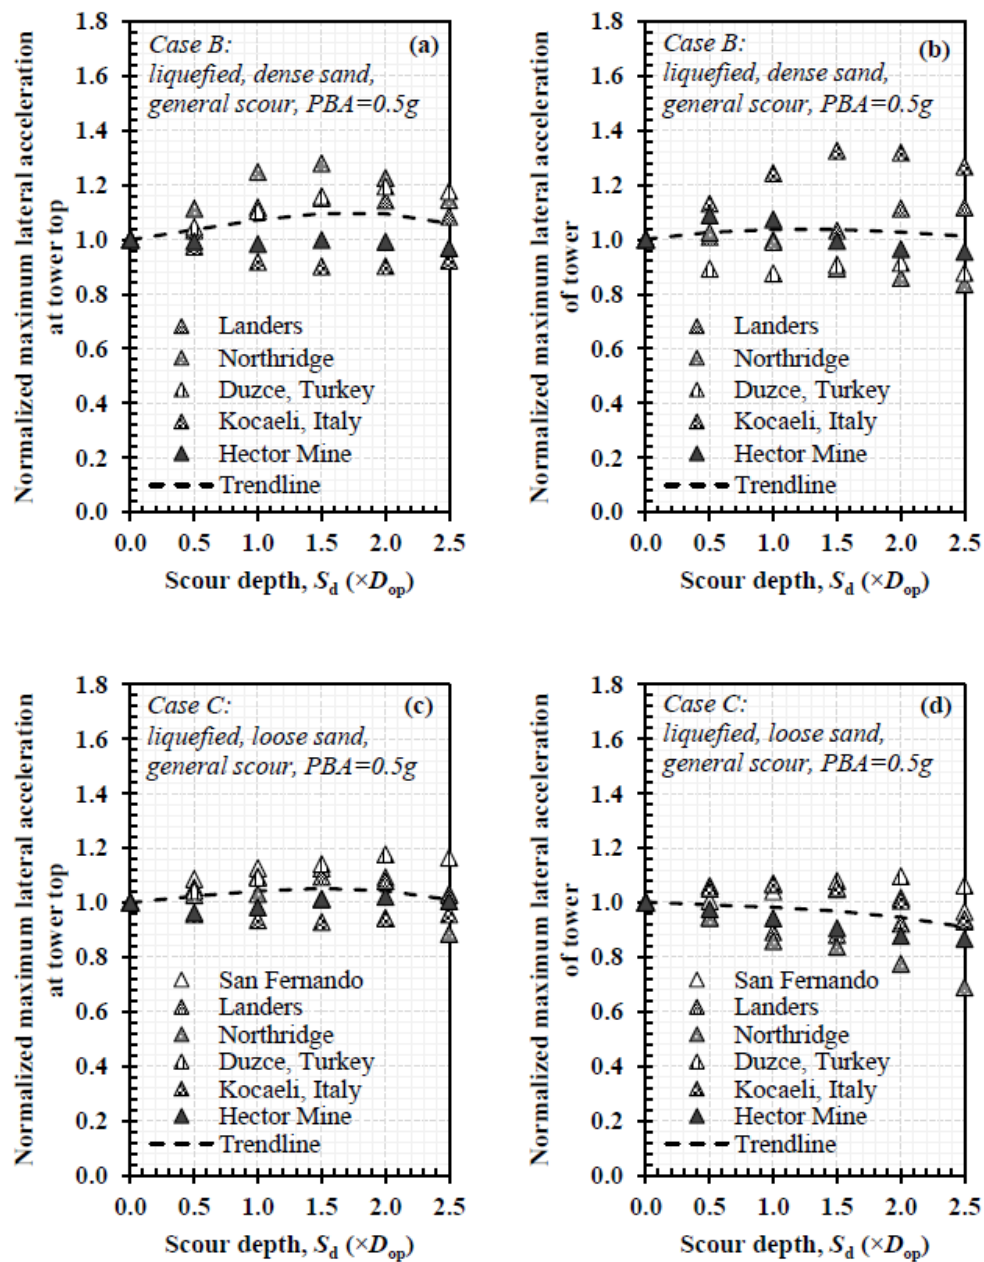 Normalized maximum lateral acceleration
at tower top
1.8
1.6
1.4
1.2
1.0
0.8
0.6
0.4
0.2
0.0
Case B:
(a)
liquefied, dense sand,
general scour, PBA=0.5g
Landers
Northridge
Duzce, Turkey
Kocaeli, Italy
Hector Mine
Trendline
0.0 0.5 1.0 1.5 2.0 2.5
Scour depth, Sd (×Dop)
Normalized maximum lateral acceleration
of tower
1.8
1.6
1.4
1.2
1.0
0.8
0.6
0.4
0.2
0.0
Case B:
(b)
liquefied, dense sand,
general scour, PBA=0.5g
Landers
Northridge
Duzce, Turkey
Kocaeli, Italy
Hector Mine
Trendline
0.0 0.5 1.0 1.5 2.0 2.5
Scour depth, Sd (×Dop)
Normalized maximum lateral acceleration
at tower top
1.8
1.6
1.4
1.2
1.0
0.8
0.6
0.4
0.2
0.0
Case C:
(c)
liquefied, loose sand,
general scour, PBA=0.5g
San Fernando
Landers
Northridge
Duzce, Turkey
Kocaeli, Italy
Hector Mine
Trendline
0.0 0.5 1.0 1.5 2.0 2.5
Scour depth, Sd (×Dop)
Normalized maximum lateral acceleration
of tower
1.8
1.6
1.4
1.2
1.0
0.8
0.6
0.4
0.2
0.0
Case C:
(d)
liquefied, loose sand,
general scour, PBA=0.5g
San Fernando
Landers
Northridge
Duzce, Turkey
Kocaeli, Italy
Hector Mine
Trendline
0.0 0.5 1.0 1.5 2.0 2.5
Scour depth, Sd (×Dop)